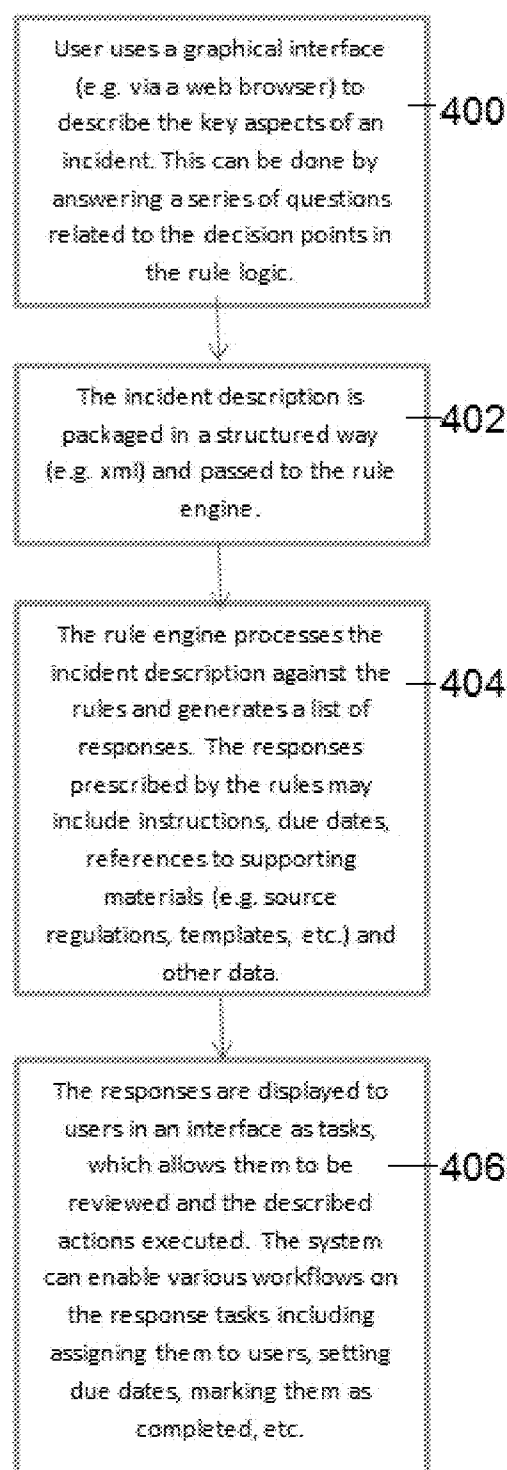 User uses a graphical interface
(e.g. via a web browser) to
describe the key aspects of an
incident. This can be done by
answering a series of questions
related to the decision points in
the rule logic.
400
The incident description is
packaged in a structured way
(e.g. xml) and passed to the rule
engine.
402
The rule engine processes the
incident description against the
rules and generates a list of
responses. The responses
prescribed by the rules may
include instructions, due dates,
references to supporting
materials (e.g. source
regulations, templates, etc.) and
other data.
404
The responses are displayed to
users in an interface as tasks,
which allows them to be
reviewed and the described
actions executed. The system
can enable various workflows on
the response tasks including
assigning them to users, setting
due dates, marking them as
completed, etc.
406